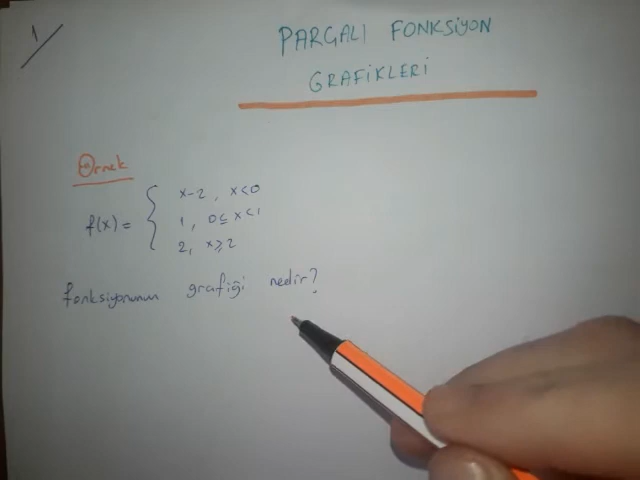 1
PARÇALI FONKSİYON
GRAFİKLERİ
Örnek
f(x) = { x-2, x<0
1, 0≤x<1
2, x≥2
fonksiyonunun grafiği nedir?